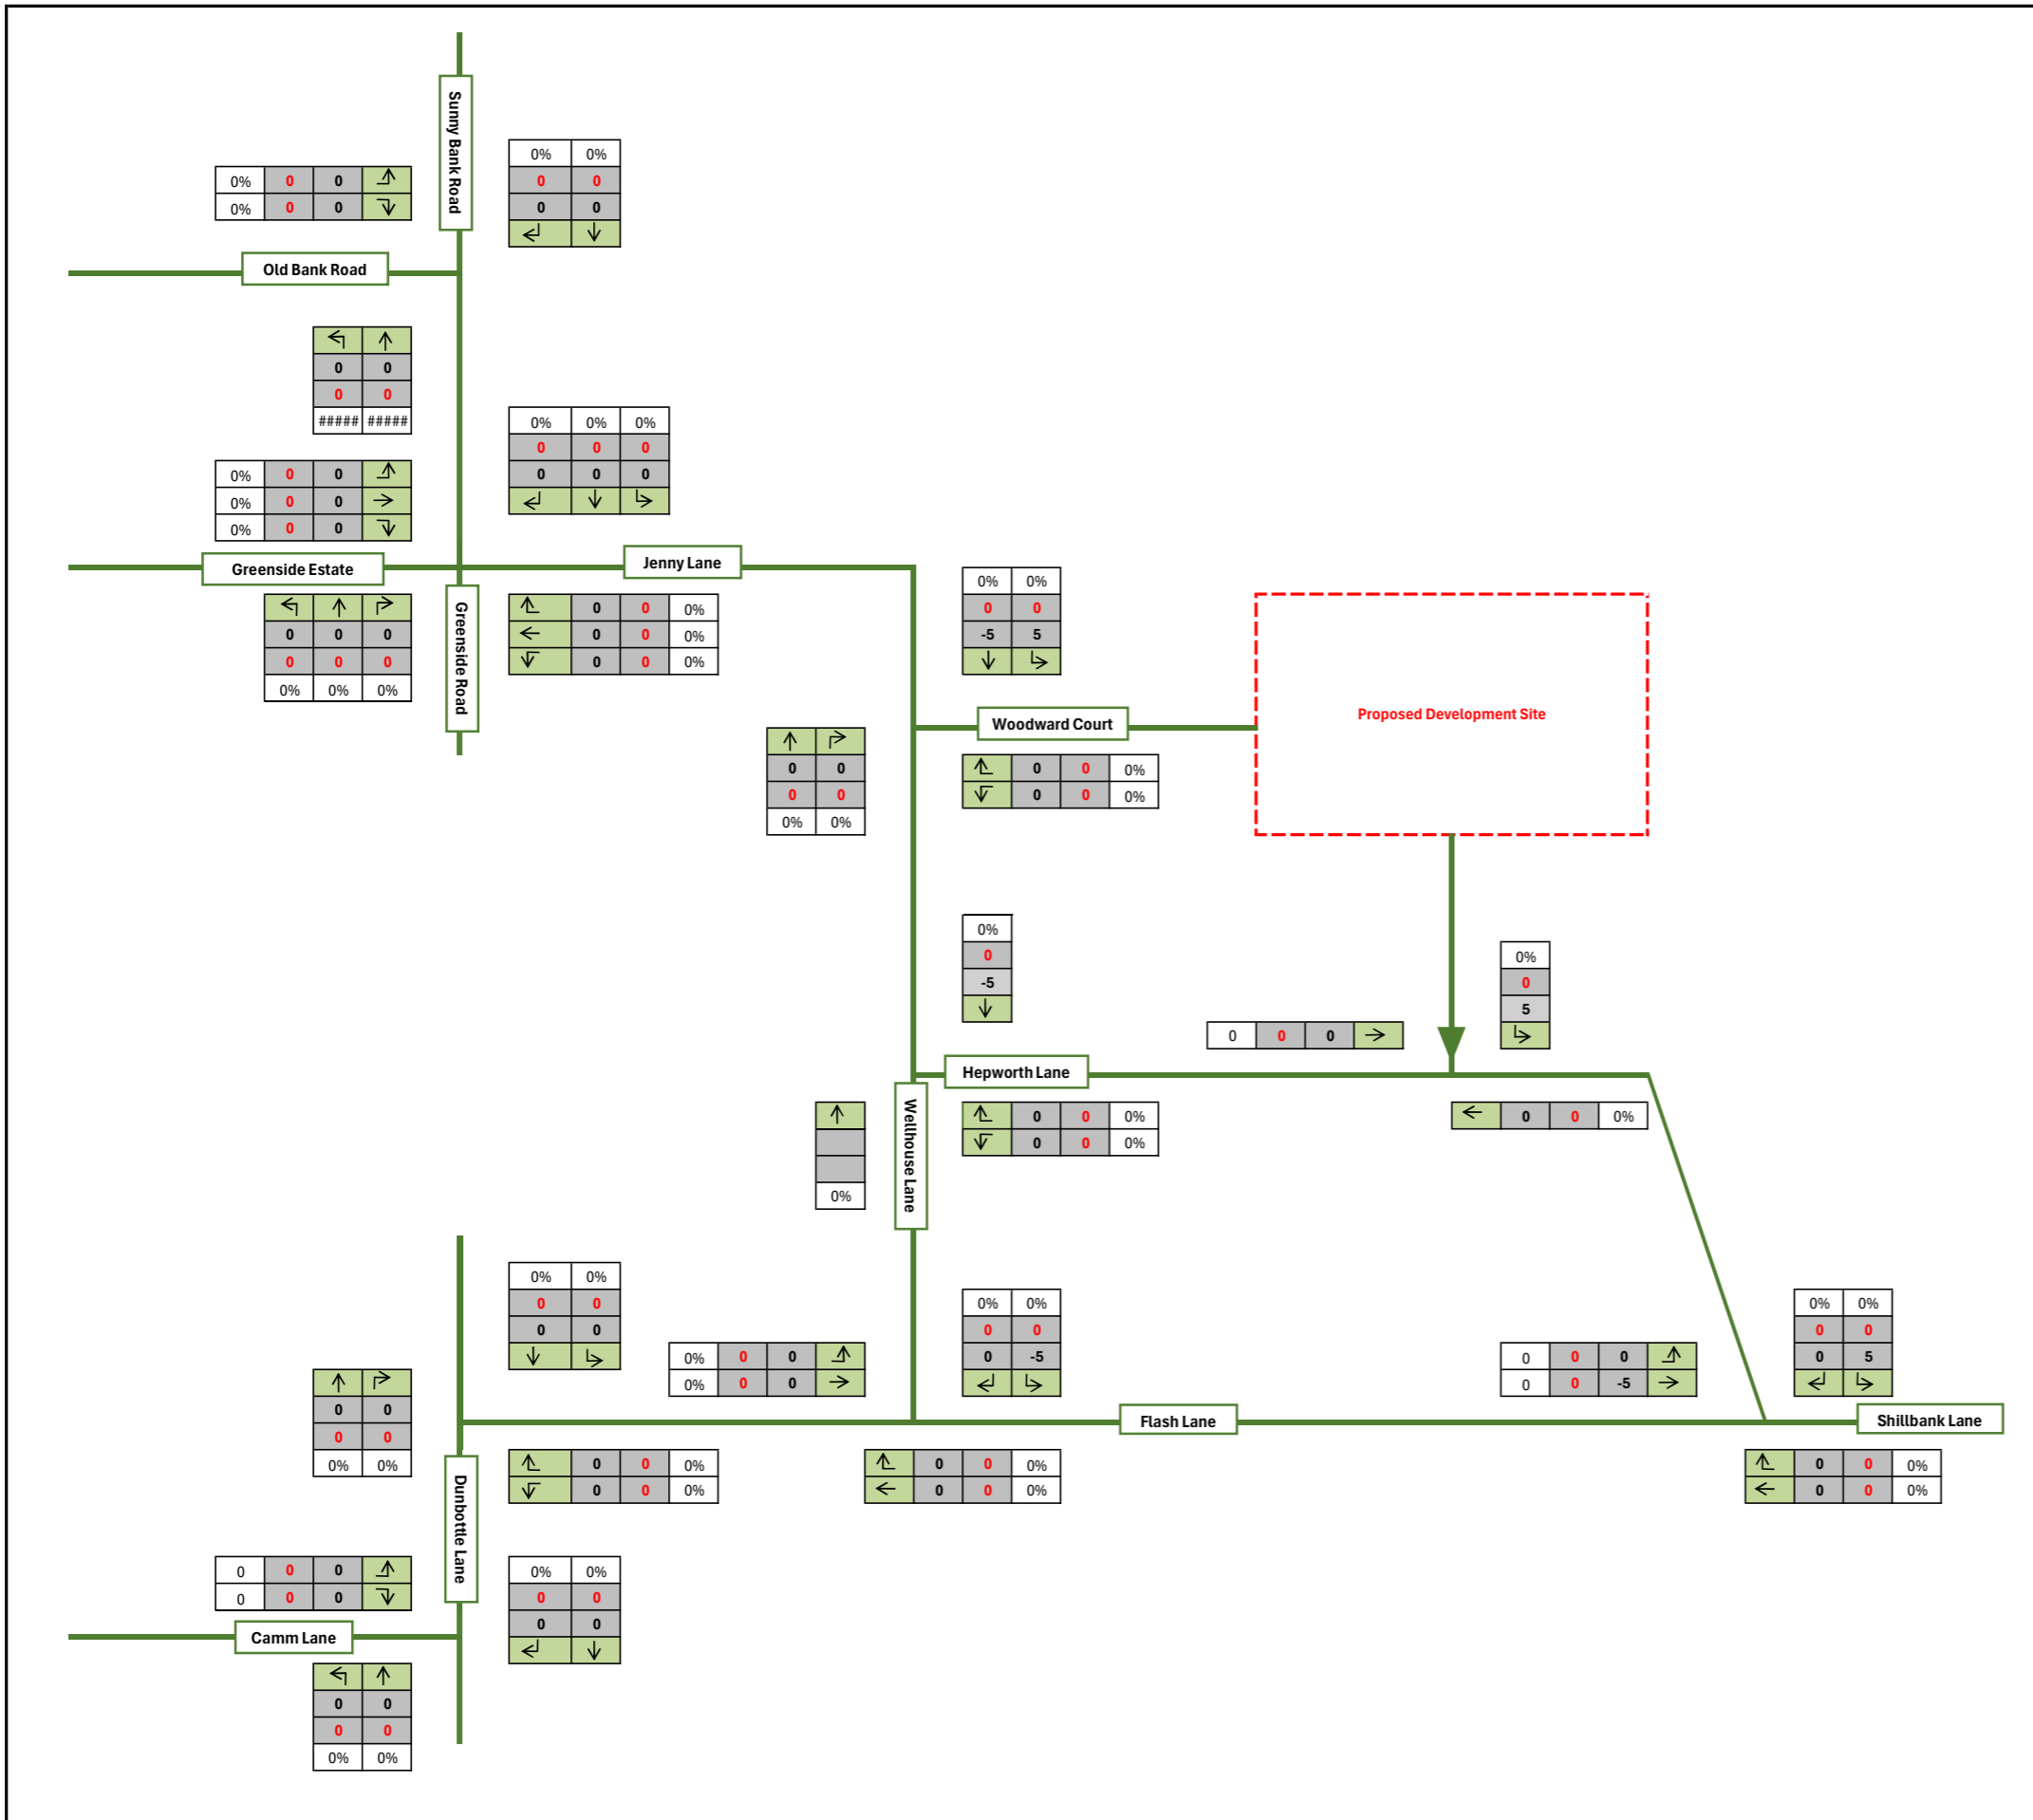 Sunny Bank Road
0% 0%
0 0
0 0
0% 0 0
0% 0 0
Old Bank Road
0 0
0 0
##### #####
0% 0% 0%
0 0 0
0 0 0
0% 0 0
0% 0 0
0% 0 0
Greenside Estate
Jenny Lane
0 0 0
0 0 0
0% 0% 0%
Greenside Road
0 0 0%
0 0 0%
0 0 0%
0% 0%
0 0
-5 5
Proposed Development Site
Woodward Court
0 0
0 0
0% 0%
0 0 0%
0 0 0%
0%
0
-5
0%
0
5
0 0 0
Hepworth Lane
Wellhouse Lane
0%
0 0 0%
0 0 0%
0 0 0%
0% 0%
0 0
0 0
0% 0 0
0% 0 0
0% 0%
0 0
0 -5
0 0 0
0 0 -5
0% 0%
0 0
0 5
0 0
0 0
0% 0%
Flash Lane
Shillbank Lane
Dunbottle Lane
0 0 0%
0 0 0%
0 0 0%
0 0 0%
0 0 0%
0 0 0%
0 0 0
0 0 0
0% 0%
0 0
0 0
Camm Lane
0 0
0 0
0% 0%